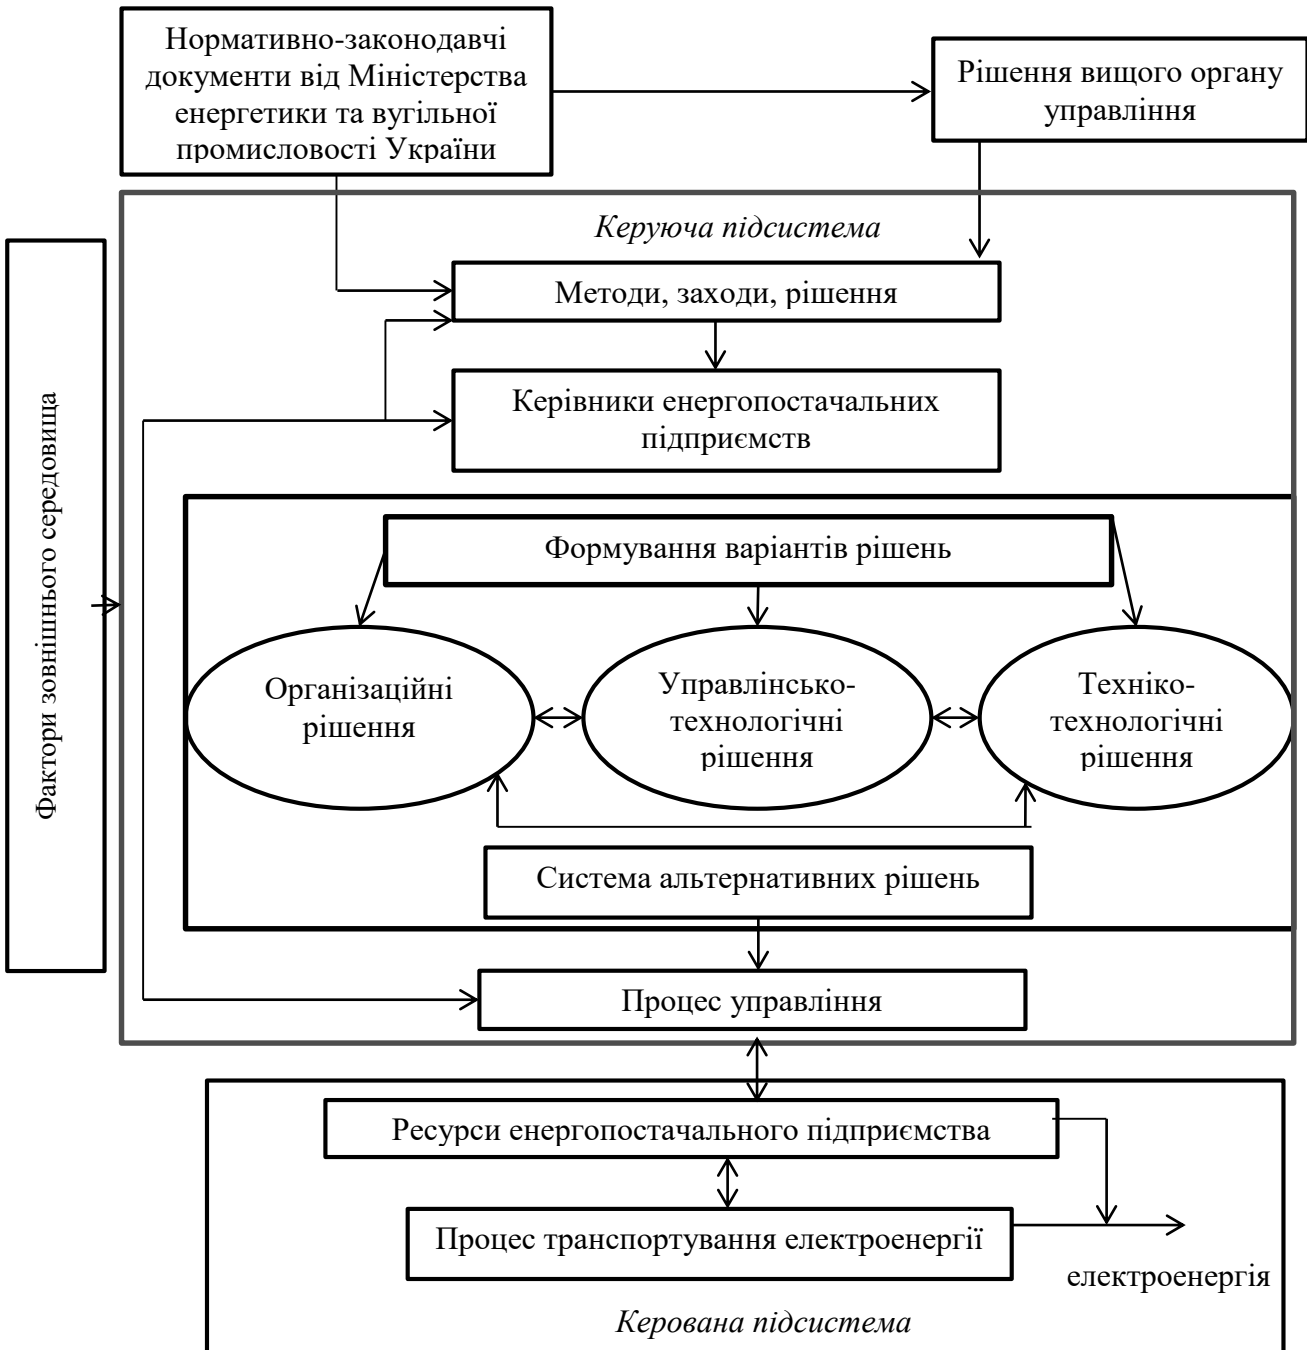 Нормативно-законодавчі
документи від Міністерства
енергетики та вугільної
промисловості України
Рішення вищого органу
управління
Керуюча підсистема
Методи, заходи, рішення
Керівники енергопостачальних
підприємств
Фактори зовнішнього середовища
Формування варіантів рішень
Організаційні
рішення
Управлінсько-
технологічні
рішення
Техніко-
технологічні
рішення
Система альтернативних рішень
Процес управління
Ресурси енергопостачального підприємства
Процес транспортування електроенергії
електроенергія
Керована підсистема